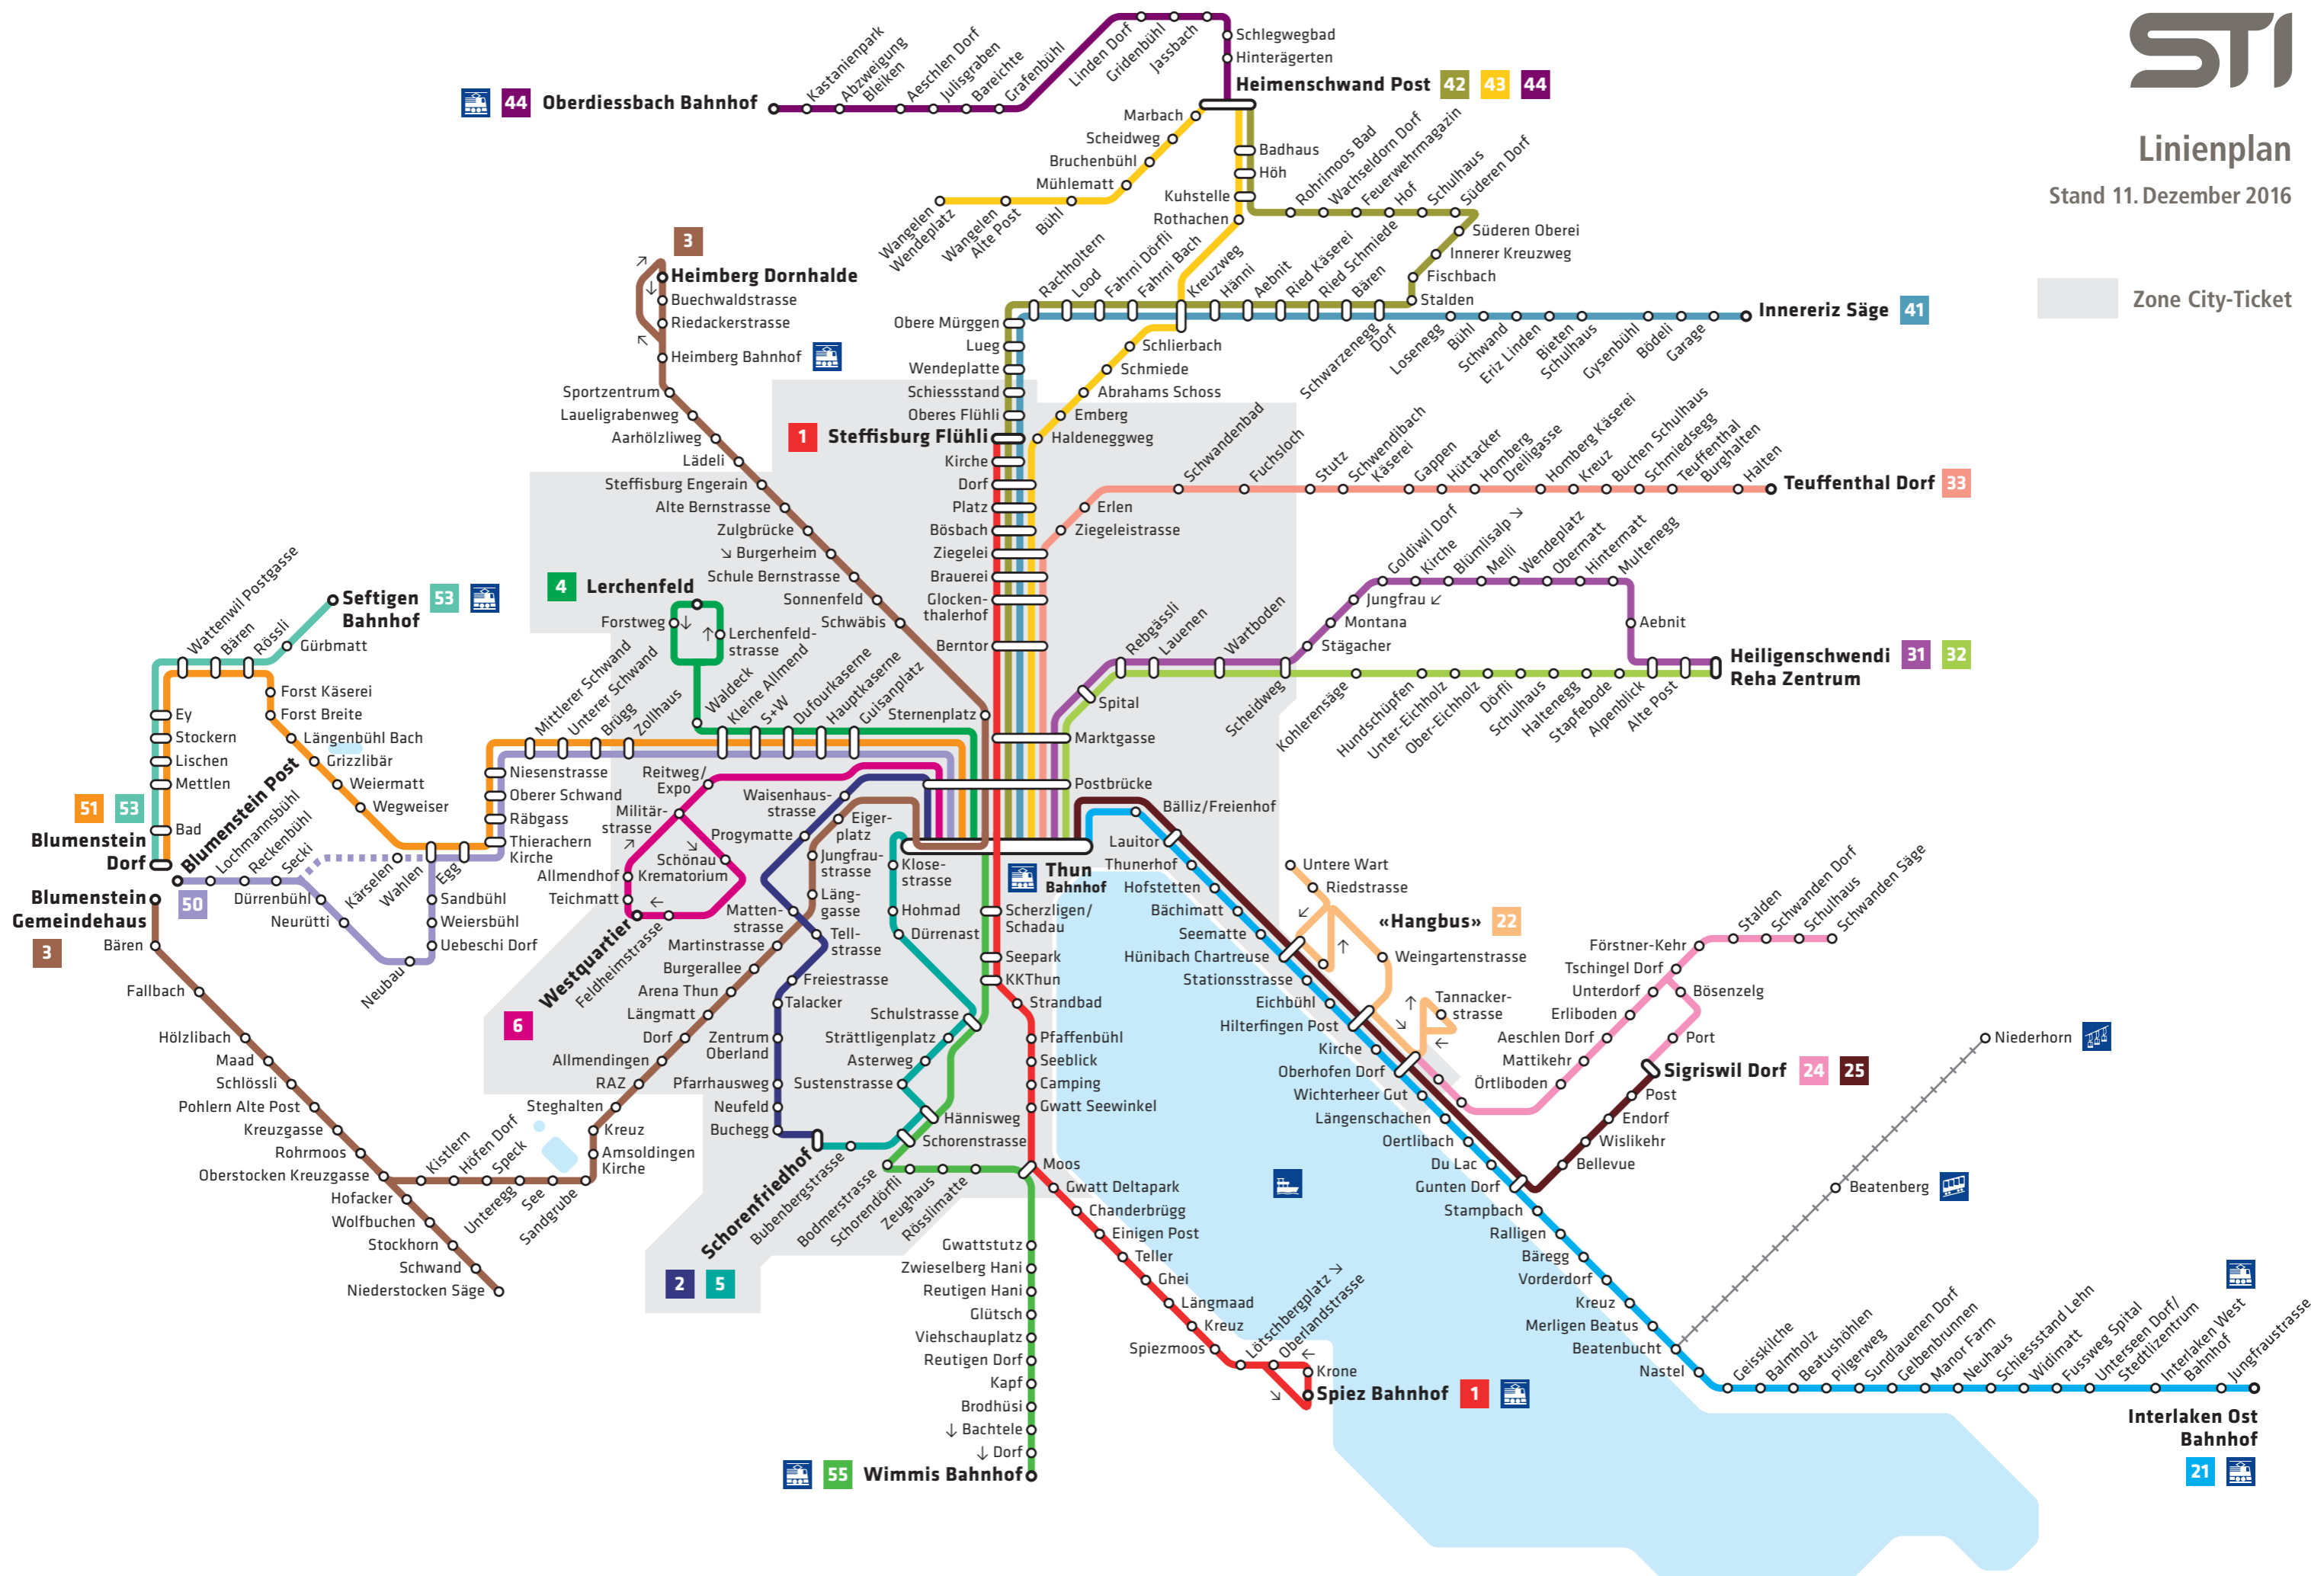 STI
Linienplan
Stand 11. Dezember 2016
Zone City-Ticket
44 Oberdiessbach Bahnhof
Kastanienpark
Abzweigung
Bleiken
Aeschlen Dorf
Julisgraben
Bareichte
Grafenbühl
Linden Dorf
Gridenbühl
Jassbach
Schlegwegbad
Hinterägerten
Heimenschwand Post 42 43 44
Marbach
Scheidweg
Bruchenbühl
Mühlematt
Bühl
Wangelen
Alte Post
Wangelen
Wendeplatz
Badhaus
Höh
Kuhstelle
Rothachen
Rohrimoos Bad
Wachseldorn Dorf
Feuerwehrmagazin
Hof
Schulhaus
Süderen Dorf
Süderen Oberei
Innerer Kreuzweg
Fischbach
Stalden
Rachholtern
Lood
Fahrni Dörfli
Fahrni Bach
Kreuzweg
Hänni
Aebnit
Ried Käserei
Ried Schmiede
Bären
Schwarzenegg
Dorf
Losenegg
Bühl
Schwand
Eriz Linden
Bieten
Schulhaus
Gysenbühl
Bödeli
Garage
Innereriz Säge 41
Obere Mürggen
Lueg
Wendeplatte
Schiessstand
Oberes Flühli
1 Steffisburg Flühli
Kirche
Dorf
Platz
Bösbach
Ziegelei
Brauerei
Glocken-
thalerhof
Berntor
Schlierbach
Schmiede
Abrahams Schoss
Emberg
Haldeneggweg
Ziegeleistrasse
Erlen
Schwandenbad
Fuchsloch
Stutz
Schwendibach
Käserei
Gappen
Hüttacker
Homberg
Dreiligasse
Homberg Käserei
Kreuz
Buchen Schulhaus
Schmiedsegg
Teuffenthal
Burghalten
Halten
Teuffenthal Dorf 33
3
Heimberg Dornhalde
Buechwaldstrasse
Riedackerstrasse
Heimberg Bahnhof
Sportzentrum
Laueligrabenweg
Aarhölzliweg
Lädeli
Steffisburg Engerain
Alte Bernstrasse
Zulgbrücke
↘ Burgerheim
Schule Bernstrasse
Sonnenfeld
Schwäbis
Sternenplatz
4 Lerchenfeld
Forstweg
Lerchenfeld-
strasse
Waldeck
Kleine Allmend
S+W
Dufourkaserne
Hauptkaserne
Guisanplatz
Mittlerer Schwand
Unterer Schwand
Brügg
Zollhaus
Niesenstrasse
Oberer Schwand
Räbgass
Thierachern
Kirche
Seftigen
Bahnhof
53
Gürbmatt
Rössli
Bären
Wattenwil Postgasse
Forst Käserei
Forst Breite
Längenbühl Bach
Grizzlibär
Weiermatt
Wegweiser
Ey
Stockern
Lischen
Mettlen
Bad
51 53
Blumenstein
Dorf
Blumenstein Post
50
Lochmannsbühl
Reckenbühl
Secki
Dürrenbühl
Neurütti
Kärselen
Wahlen
Egg
Sandbühl
Weiersbühl
Uebeschi Dorf
Neubau
Blumenstein
Gemeindehaus
3
Bären
Fallbach
Hölzlibach
Maad
Schlössli
Pohlern Alte Post
Kreuzgasse
Rohrmoos
Oberstocken Kreuzgasse
Hofacker
Wolfbuchen
Stockhorn
Schwand
Niederstocken Säge
Kistlern
Höfen Dorf
Speck
Unteregg
See
Sandgrube
Amsoldingen
Kirche
Kreuz
Steghalten
RAZ
Allmendingen
Dorf
Längmatt
Arena Thun
Burgerallee
Martinstrasse
Läng-
gasse
Jungfrau-
strasse
Eiger-
platz
Reitweg/
Expo
Militär-
strasse
Schönau
Krematorium
Allmendhof
Teichmatt
Feldheimstrasse
Westquartier
6
Waisenhaus-
strasse
Progymatte
Matten-
strasse
Tell-
strasse
Freiestrasse
Talacker
Zentrum
Oberland
Pfarrhausweg
Neufeld
Buchegg
Schorenfriedhof
2 5
Bubenbergstrasse
Klose-
strasse
Hohmad
Dürrenast
Schulstrasse
Strättligenplatz
Asterweg
Sustenstrasse
Hännisweg
Schorenstrasse
Bodmerstrasse
Schorendörfli
Zeughaus
Rösslimatte
Moos
Gwattstutz
Zwieselberg Hani
Reutigen Hani
Glütsch
Viehschauplatz
Reutigen Dorf
Kapf
Brodhüsi
↓ Bachtele
↓ Dorf
55 Wimmis Bahnhof
Marktgasse
Postbrücke
Thun
Bahnhof
Scherzligen/
Schadau
Seepark
KKThun
Strandbad
Pfaffenbühl
Seeblick
Camping
Gwatt Seewinkel
Gwatt Deltapark
Chanderbrügg
Einigen Post
Teller
Ghei
Längmaad
Kreuz
Spiezmoos
Lötschbergplatz →
Oberlandstrasse
Krone
Spiez Bahnhof 1
Spital
Rebgässli
Lauenen
Wartboden
Scheidweg
Stägacher
Montana
Jungfrau ↙
Goldiwil Dorf
Kirche
Blümlisalp →
Melli
Wendeplatz
Obermatt
Hintermatt
Multenegg
Aebnit
Heiligenschwendi
Reha Zentrum
31 32
Kohlerensäge
Hundschüpfen
Unter-Eichholz
Ober-Eichholz
Dörfli
Schulhaus
Haltenegg
Stapfebode
Alpenblick
Alte Post
Bälliz/Freienhof
Lauitor
Thunerhof
Hofstetten
Bächimatt
Seematte
Hünibach Chartreuse
Stationsstrasse
Eichbühl
Hilterfingen Post
Kirche
Oberhofen Dorf
Wichterheer Gut
Längenschachen
Oertlibach
Du Lac
Gunten Dorf
Stampbach
Ralligen
Bäregg
Vorderdorf
Kreuz
Merligen Beatus
Beatenbucht
Nastel
Untere Wart
Riedstrasse
«Hangbus» 22
Weingartenstrasse
Tannacker-
strasse
Örtliboden
Mattikehr
Aeschlen Dorf
Erliboden
Unterdorf
Tschingel Dorf
Förstner-Kehr
Stalden
Schwanden Dorf
Schulhaus
Schwanden Säge
Bösenzelg
Port
Sigriswil Dorf 24 25
Post
Endorf
Wislikehr
Bellevue
Niederhorn
Beatenberg
Geisskilche
Balmholz
Beatushöhlen
Pilgerweg
Sundlauenen Dorf
Gelbenbrunnen
Manor Farm
Neuhaus
Schiessstand Lehn
Widimatt
Fussweg Spital
Unterseen Dorf/
Stedtlizentrum
Interlaken West
Bahnhof
Jungfraustrasse
Interlaken Ost
Bahnhof
21